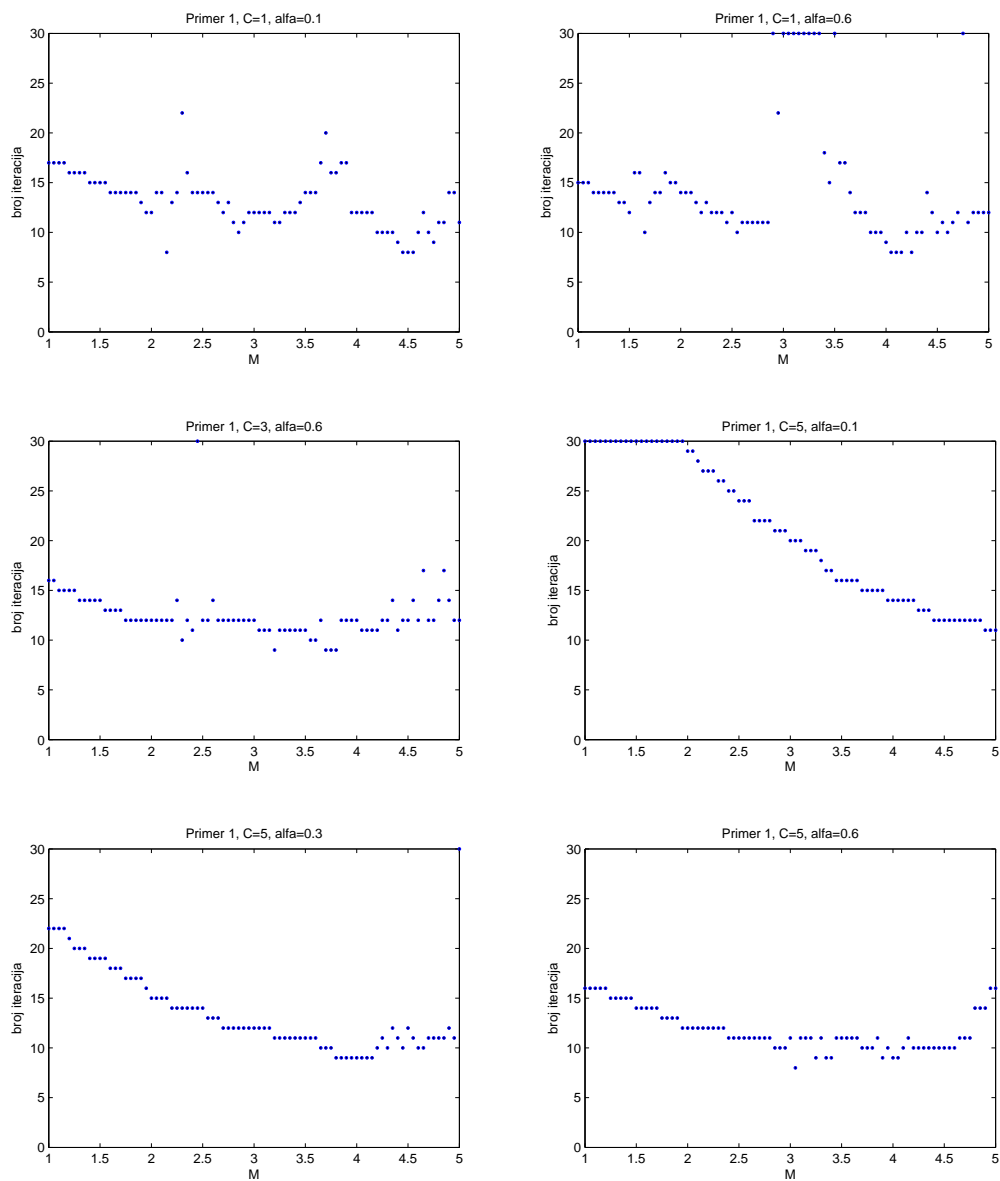 Primer 1, C=1, alfa=0.1
30
25
20
15
10
5
0
broj iteracija
1 1.5 2 2.5 3 3.5 4 4.5 5
M
Primer 1, C=1, alfa=0.6
30
25
20
15
10
5
0
broj iteracija
1 1.5 2 2.5 3 3.5 4 4.5 5
M
Primer 1, C=3, alfa=0.6
30
25
20
15
10
5
0
broj iteracija
1 1.5 2 2.5 3 3.5 4 4.5 5
M
Primer 1, C=5, alfa=0.1
30
25
20
15
10
5
0
broj iteracija
1 1.5 2 2.5 3 3.5 4 4.5 5
M
Primer 1, C=5, alfa=0.3
30
25
20
15
10
5
0
broj iteracija
1 1.5 2 2.5 3 3.5 4 4.5 5
M
Primer 1, C=5, alfa=0.6
30
25
20
15
10
5
0
broj iteracija
1 1.5 2 2.5 3 3.5 4 4.5 5
M